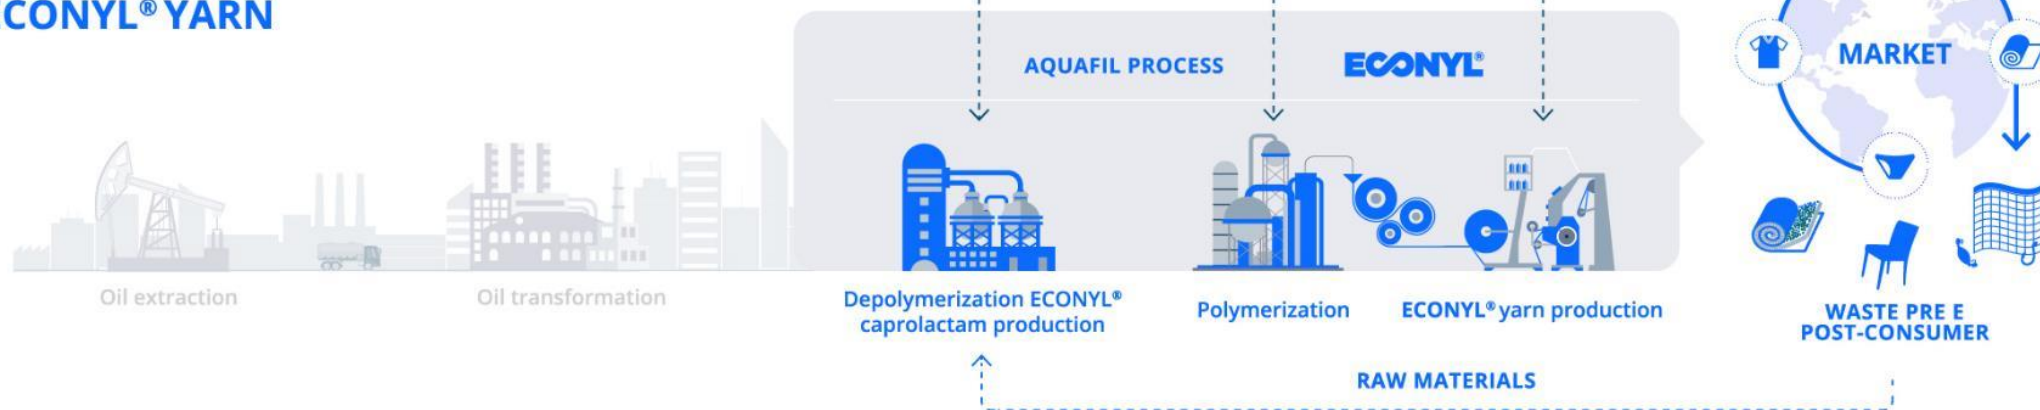 ECONYL® YARN
AQUAFIL PROCESS
ECONYL®
MARKET
Oil extraction
Oil transformation
Depolymerization ECONYL®
caprolactam production
Polymerization
ECONYL® yarn production
WASTE PRE E
POST-CONSUMER
RAW MATERIALS